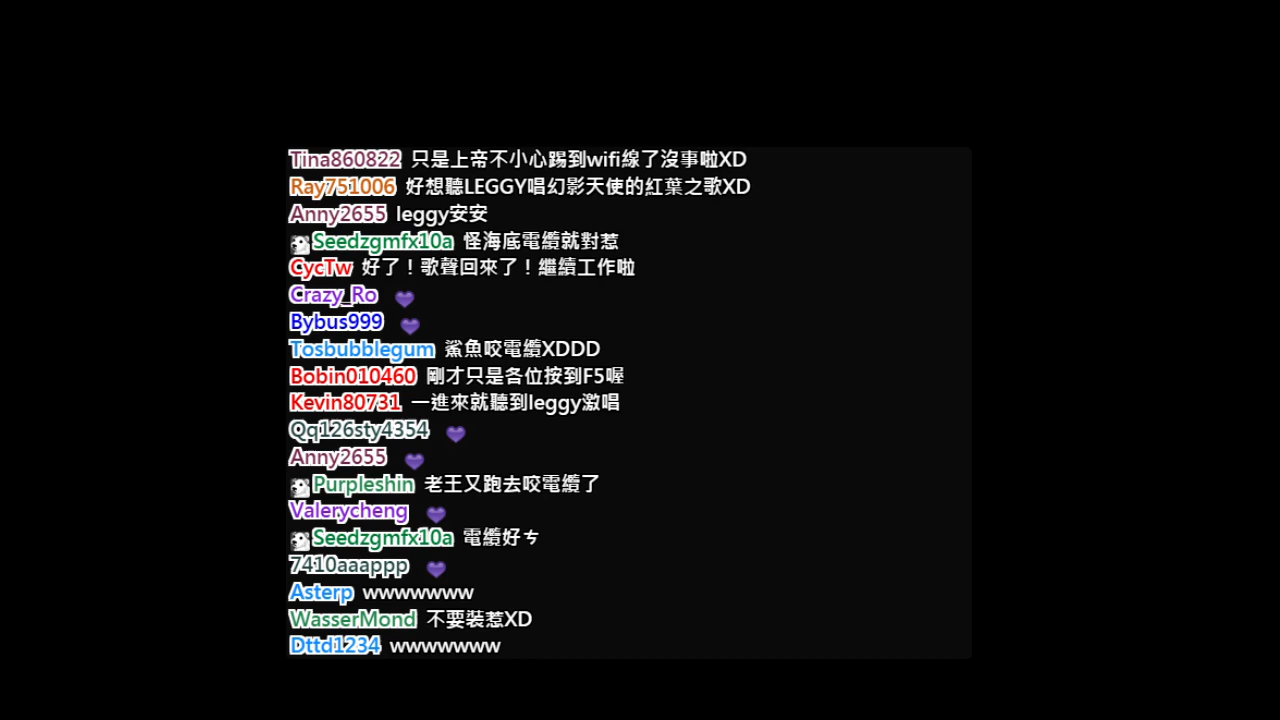 Tina860822 只是上帝不小心踢到wifi線了沒事啦XD
Ray751006 好想聽LEGGY唱幻影天使的紅葉之歌XD
Anny2655 leggy安安
Seedzgmfx10a 怪海底電纜就對惹
CycTw 好了！歌聲回來了！繼續工作啦
Crazy_Ro
Bybus999
Tosbubblegum 鯊魚咬電纜XDDD
Bobin010460 剛才只是各位按到F5喔
Kevin80731 一進來就聽到leggy激唱
Qq126sty4354
Anny2655
Purpleshin 老王又跑去咬電纜了
Valerycheng
Seedzgmfx10a 電纜好ㄘ
7410aaappp
Asterp wwwwwww
WasserMond 不要裝惹XD
Dttd1234 wwwwwww